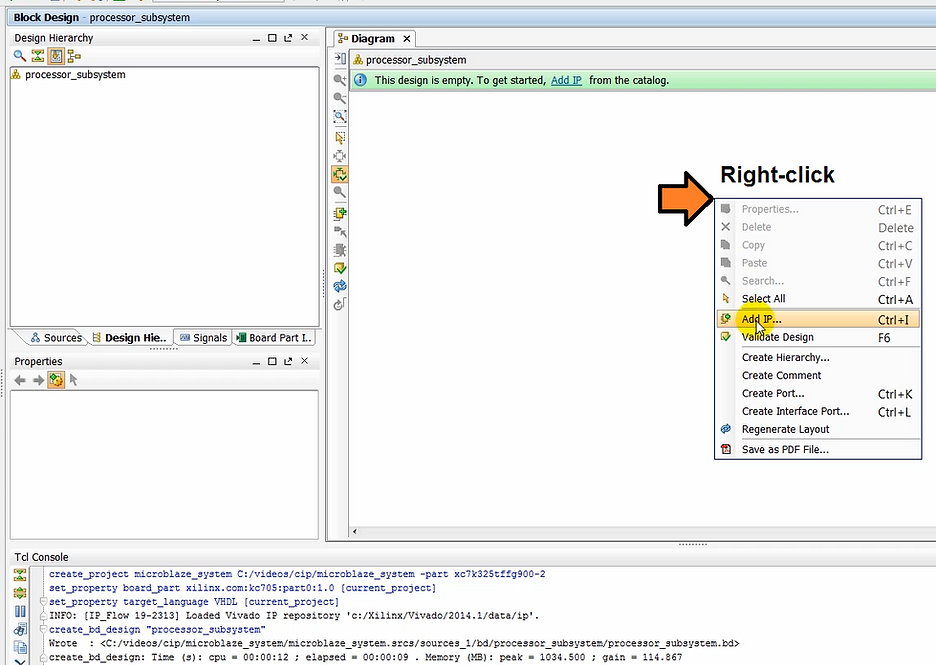 Block Design - processor_subsystem
Design Hierarchy
processor_subsystem
Sources
Design Hie..
Signals
Board Part I..
Properties
Diagram
processor_subsystem
This design is empty. To get started, Add IP from the catalog.
Right-click
Properties... Ctrl+E
Delete Delete
Copy Ctrl+C
Paste Ctrl+V
Search... Ctrl+F
Select All Ctrl+A
Add IP... Ctrl+I
Validate Design F6
Create Hierarchy...
Create Comment
Create Port... Ctrl+K
Create Interface Port... Ctrl+L
Regenerate Layout
Save as PDF File...
Tcl Console
create_project microblaze_system C:/videos/cip/microblaze_system -part xc7k325tffg900-2
set_property board_part xilinx.com:kc705:part0:1.0 [current_project]
set_property target_language VHDL [current_project]
INFO: [IP_Flow 19-2313] Loaded Vivado IP repository 'c:/Xilinx/Vivado/2014.1/data/ip'.
create_bd_design "processor_subsystem"
Wrote : <C:/videos/cip/microblaze_system/microblaze_system.srcs/sources_1/bd/processor_subsystem/processor_subsystem.bd>
create_bd_design: Time (s): cpu = 00:00:12 ; elapsed = 00:00:09 . Memory (MB): peak = 1034.500 ; gain = 114.867